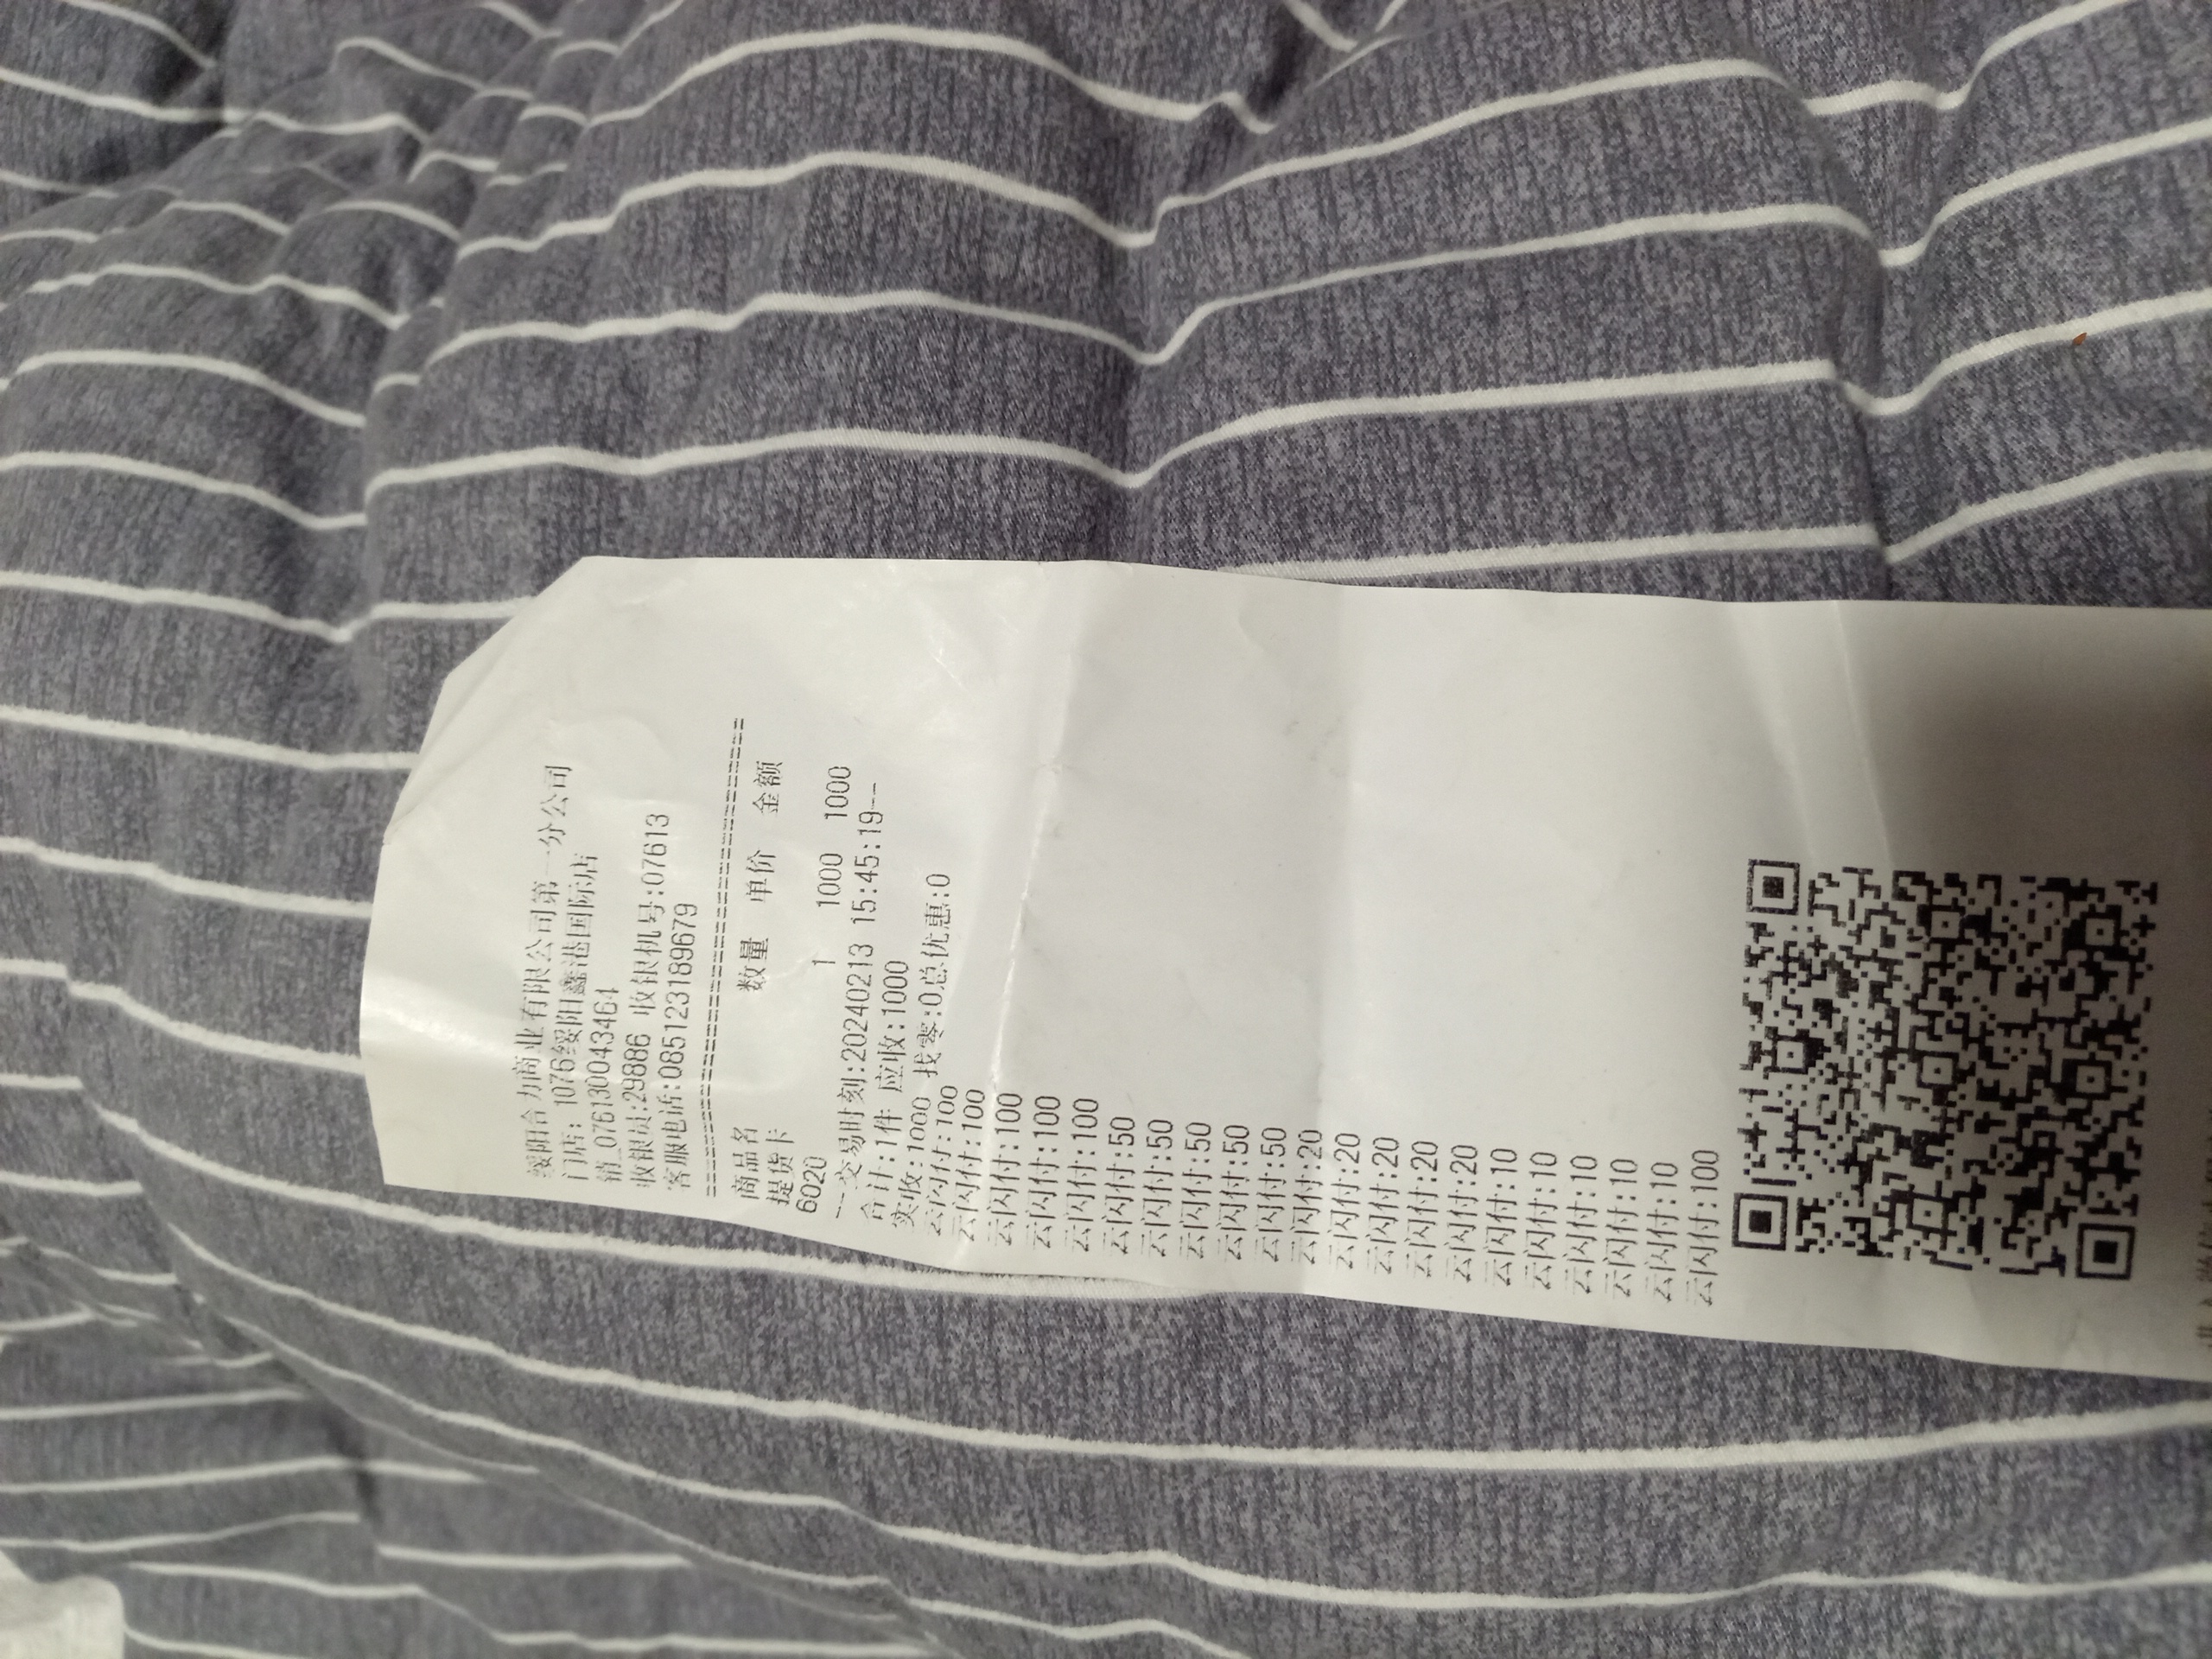 绥阳合力商业有限公司第一分公司
门店: 1076绥阳鑫港国际店
销_076130043464
收银员:29886 收银机号:07613
客服电话:085123189679
商品名 数量 单价 金额
提货卡
6020 1 1000 1000
--交易时刻:20240213 15:45:19--
合计:1件 应收:1000
实收:1000 找零:0总优惠:0
云闪付:100
云闪付:100
云闪付:100
云闪付:100
云闪付:100
云闪付:50
云闪付:50
云闪付:50
云闪付:50
云闪付:50
云闪付:20
云闪付:20
云闪付:20
云闪付:20
云闪付:20
云闪付:10
云闪付:10
云闪付:10
云闪付:10
云闪付:10
云闪付:100